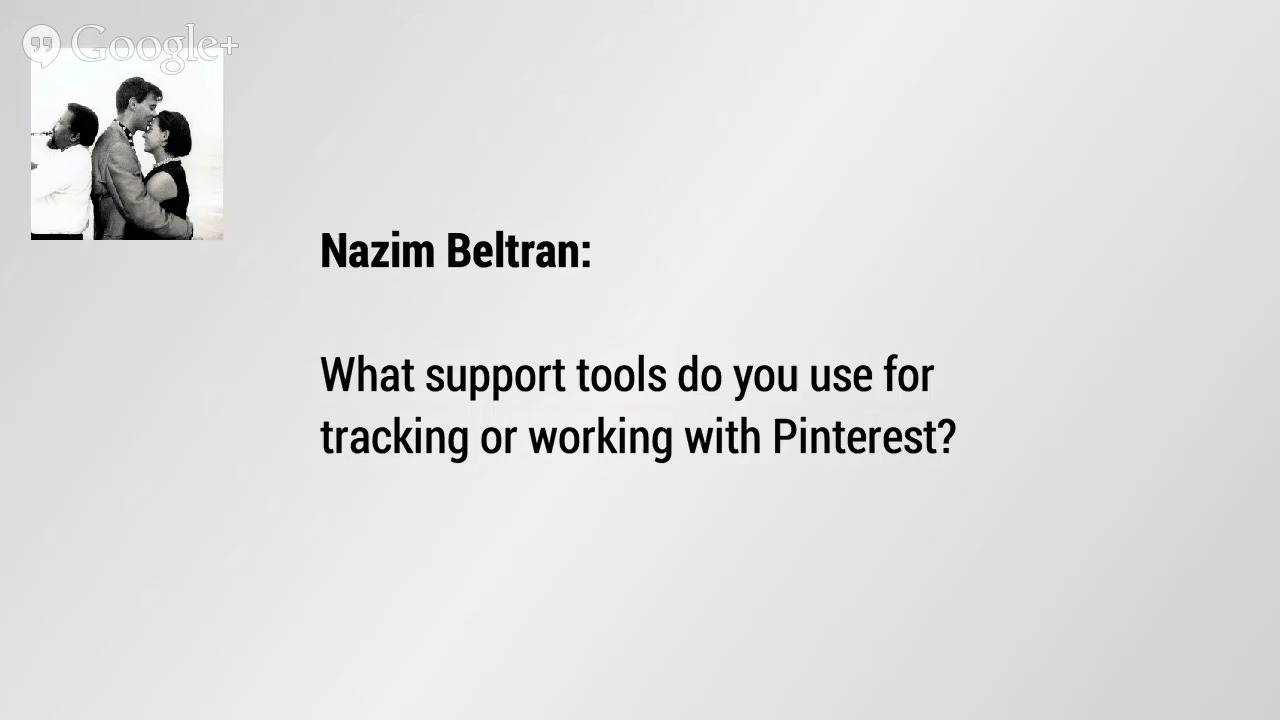 Google+
Nazim Beltran:
What support tools do you use for
tracking or working with Pinterest?